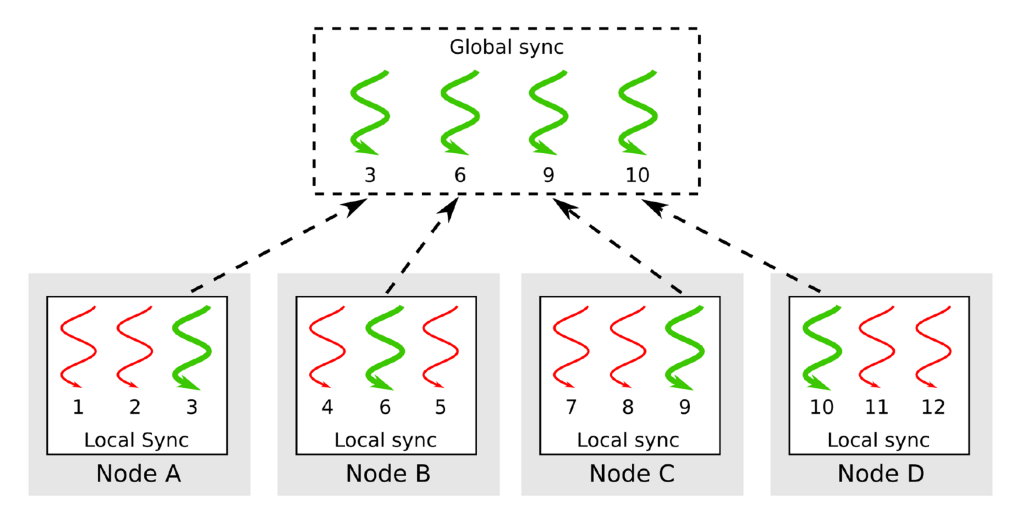 Global sync
3 6 9 10
1 2 3
Local Sync
Node A
4 6 5
Local sync
Node B
7 8 9
Local sync
Node C
10 11 12
Local sync
Node D